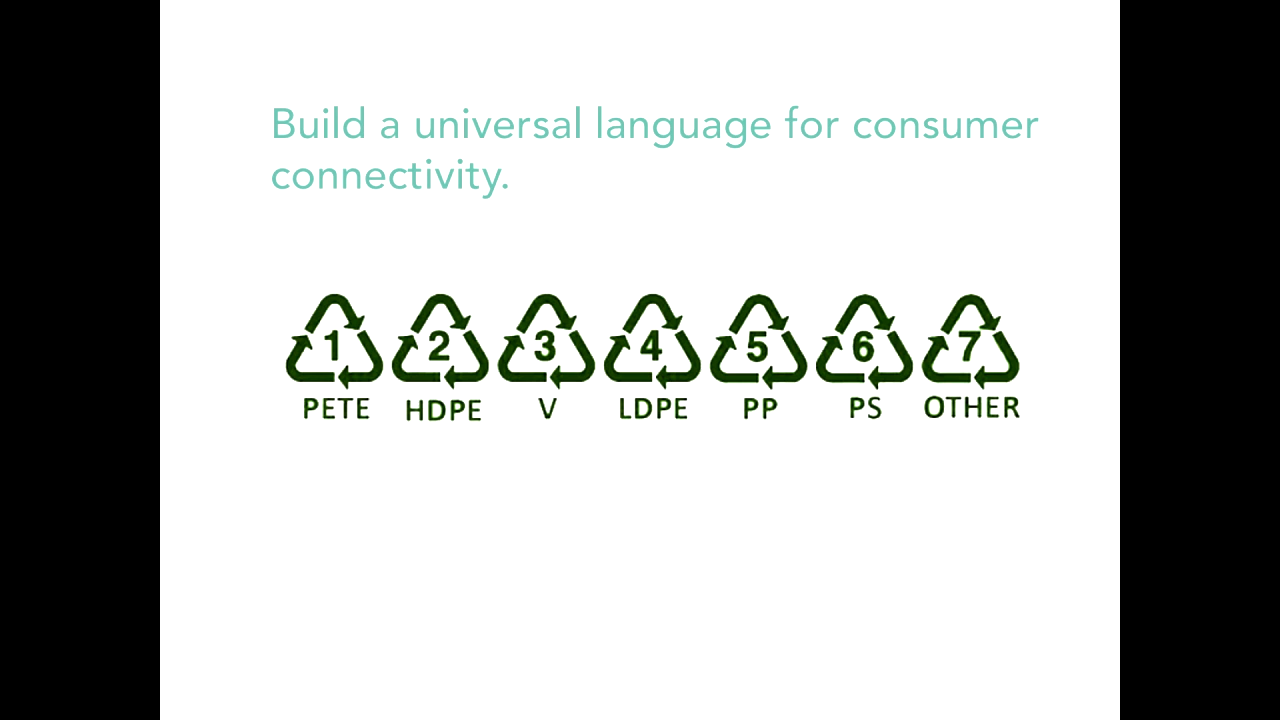 Build a universal language for consumer
connectivity.
1 2 3 4 5 6 7
PETE HDPE V LDPE PP PS OTHER